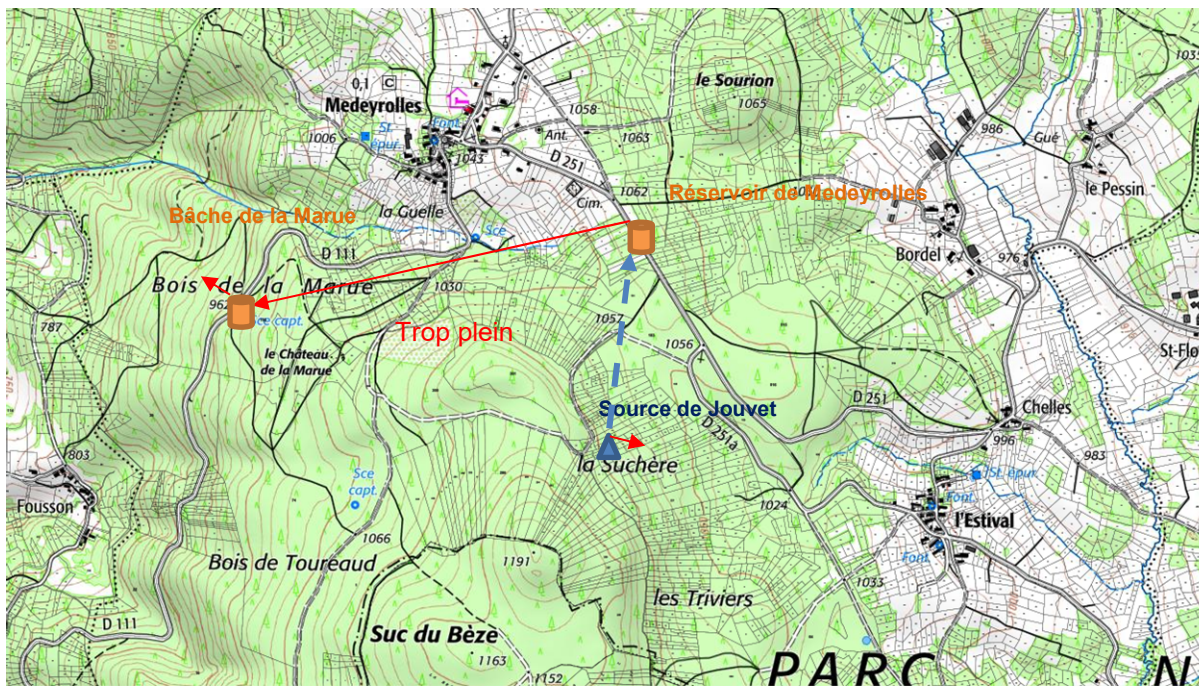 le Sourion
1065
0,1 C
Medeyrolles
1058
986
Gué
Font.
Ant.
1063
St. épur.
1006
1043
D 251
le Pessin
1062
Réservoir de Medeyrolles
Cim.
la Guelle
Bâche de la Marue
Sce
D 111
Bordel
976
Bois de la Marue
1030
787
962
Sce capt.
1057
Trop plein
1056
St-Flo
le Château
de la Marue
Source de Jouvet
D 251
Chelles
D 251a
996
803
la Suchère
983
Sce
capt.
St. épur.
Fousson
1024
Font.
l'Estival
1066
Font.
Bois de Toureaud
1191
1033
les Triviers
D 111
Suc du Bèze
1163
1152
PARC N